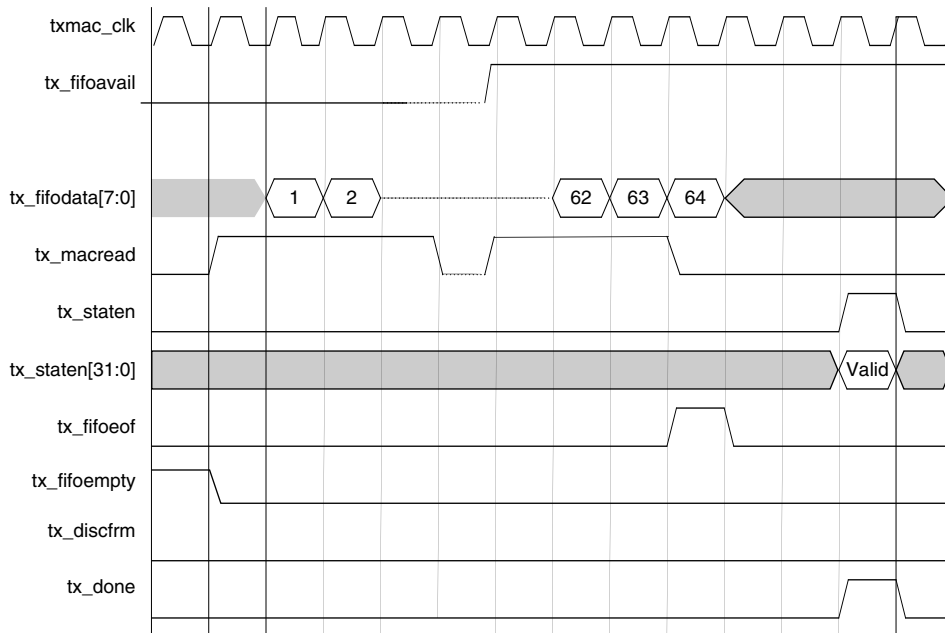 txmac_clk
tx_fifoavail
tx_fifodata[7:0] 1 2 62 63 64
tx_macread
tx_staten
tx_staten[31:0] Valid
tx_fifoeof
tx_fifoempty
tx_discfrm
tx_done